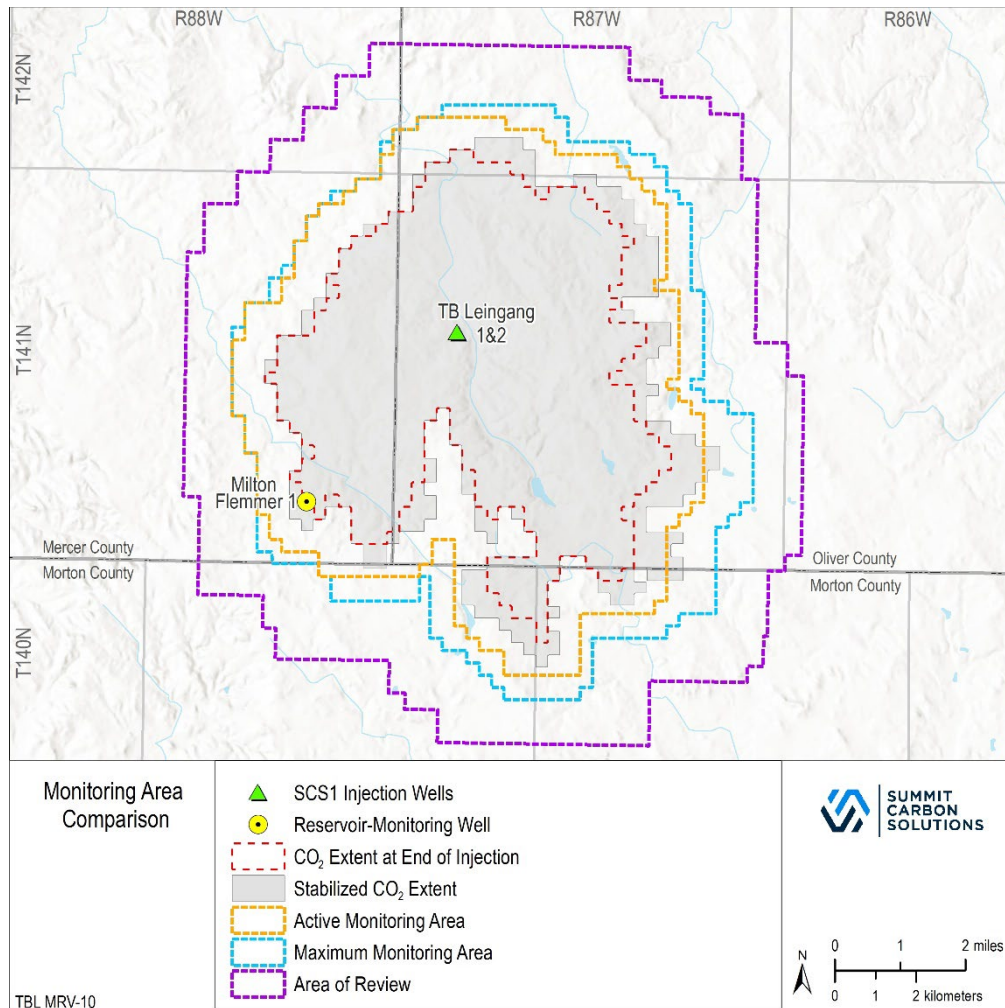 R88W
R87W
R86W
T142N
T141N
TB Leingang
1&2
Milton
Flemmer 1
Mercer County
Morton County
Oliver County
Morton County
T140N
Monitoring Area
Comparison
TBL MRV-10
SCS1 Injection Wells
Reservoir-Monitoring Well
CO₂ Extent at End of Injection
Stabilized CO₂ Extent
Active Monitoring Area
Maximum Monitoring Area
Area of Review
SUMMIT
CARBON
SOLUTIONS
N
0 1 2 miles
0 1 2 kilometers